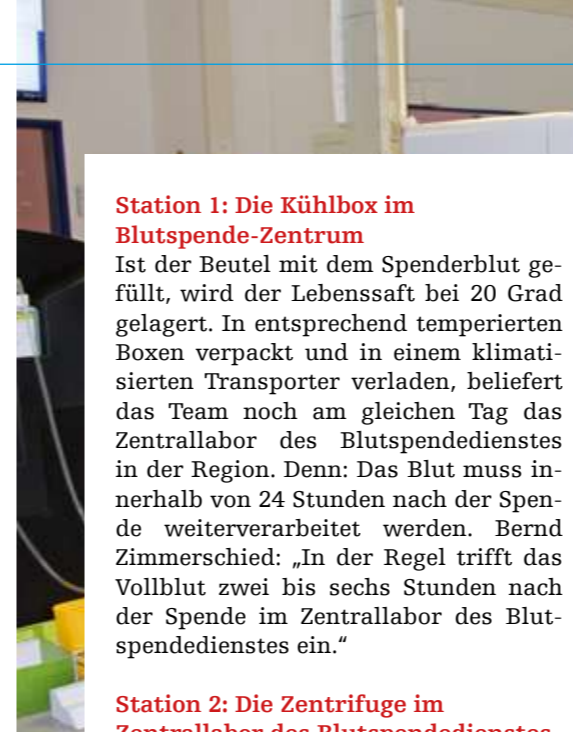 Station 1: Die Kühlbox im
Blutspende-Zentrum
Ist der Beutel mit dem Spenderblut ge-
füllt, wird der Lebenssaft bei 20 Grad
gelagert. In entsprechend temperierten
Boxen verpackt und in einem klimati-
sierten Transporter verladen, beliefert
das Team noch am gleichen Tag das
Zentrallabor des Blutspendedienstes
in der Region. Denn: Das Blut muss in-
nerhalb von 24 Stunden nach der Spen-
de weiterverarbeitet werden. Bernd
Zimmerschied: „In der Regel trifft das
Vollblut zwei bis sechs Stunden nach
der Spende im Zentrallabor des Blut-
spendedienstes ein.“
Station 2: Die Zentrifuge im
Zentrallabor des Blutspendedienstes